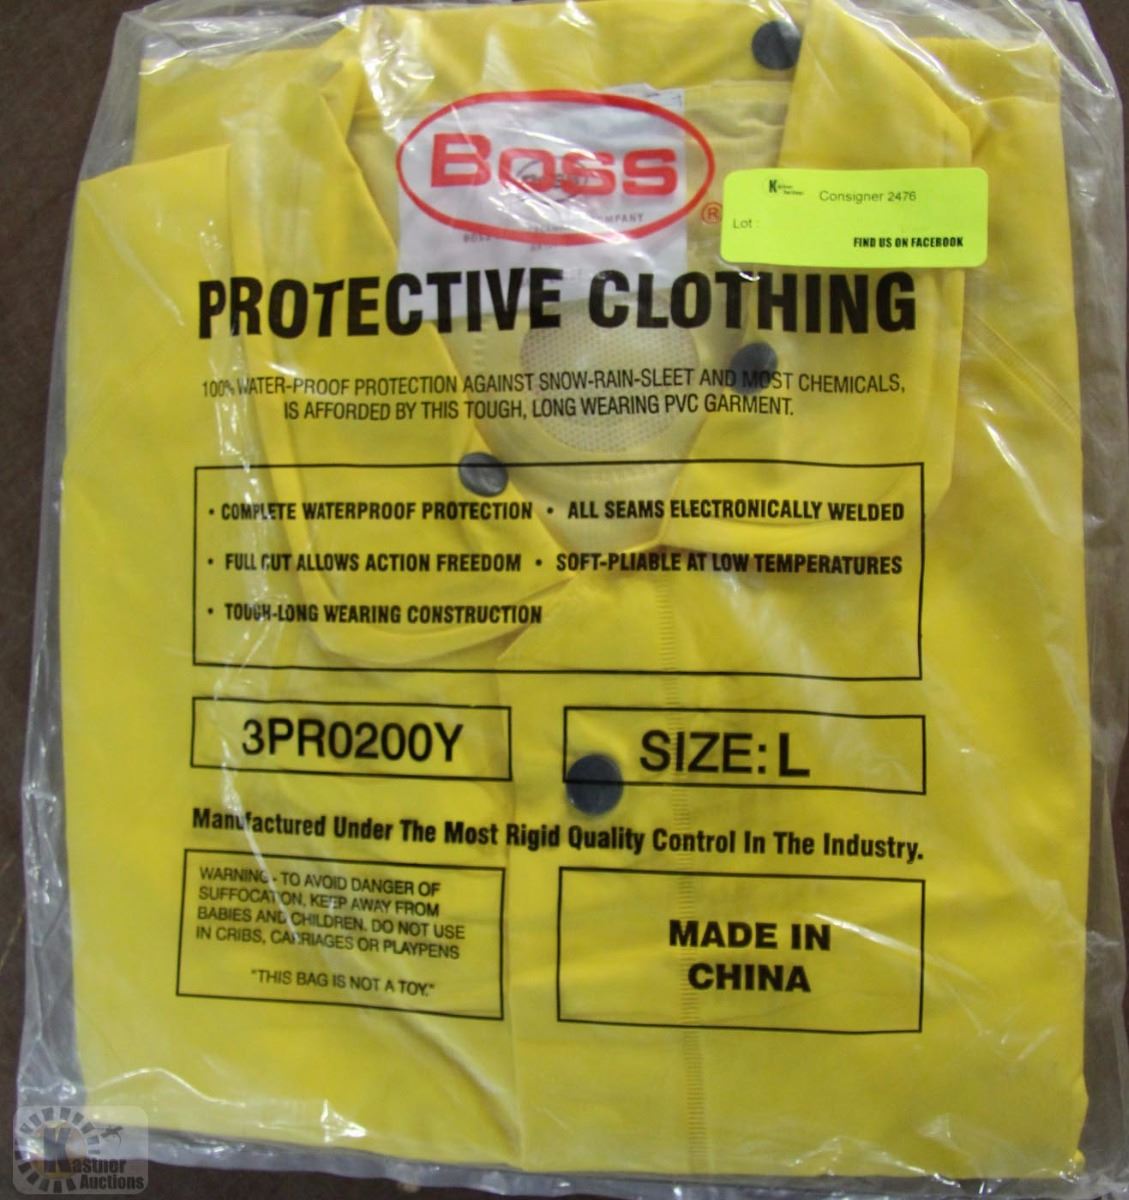 BOSS
®
Consigner 2476
Lot :
FIND US ON FACEBOOK
PROTECTIVE CLOTHING
100% WATER-PROOF PROTECTION AGAINST SNOW-RAIN-SLEET AND MOST CHEMICALS,
IS AFFORDED BY THIS TOUGH, LONG WEARING PVC GARMENT.
• COMPLETE WATERPROOF PROTECTION • ALL SEAMS ELECTRONICALLY WELDED
• FULL CUT ALLOWS ACTION FREEDOM • SOFT-PLIABLE AT LOW TEMPERATURES
• TOUGH-LONG WEARING CONSTRUCTION
3PR0200Y
SIZE: L
Manufactured Under The Most Rigid Quality Control In The Industry.
WARNING - TO AVOID DANGER OF
SUFFOCATION, KEEP AWAY FROM
BABIES AND CHILDREN. DO NOT USE
IN CRIBS, CARRIAGES OR PLAYPENS
"THIS BAG IS NOT A TOY."
MADE IN
CHINA
Kastner
Auctions